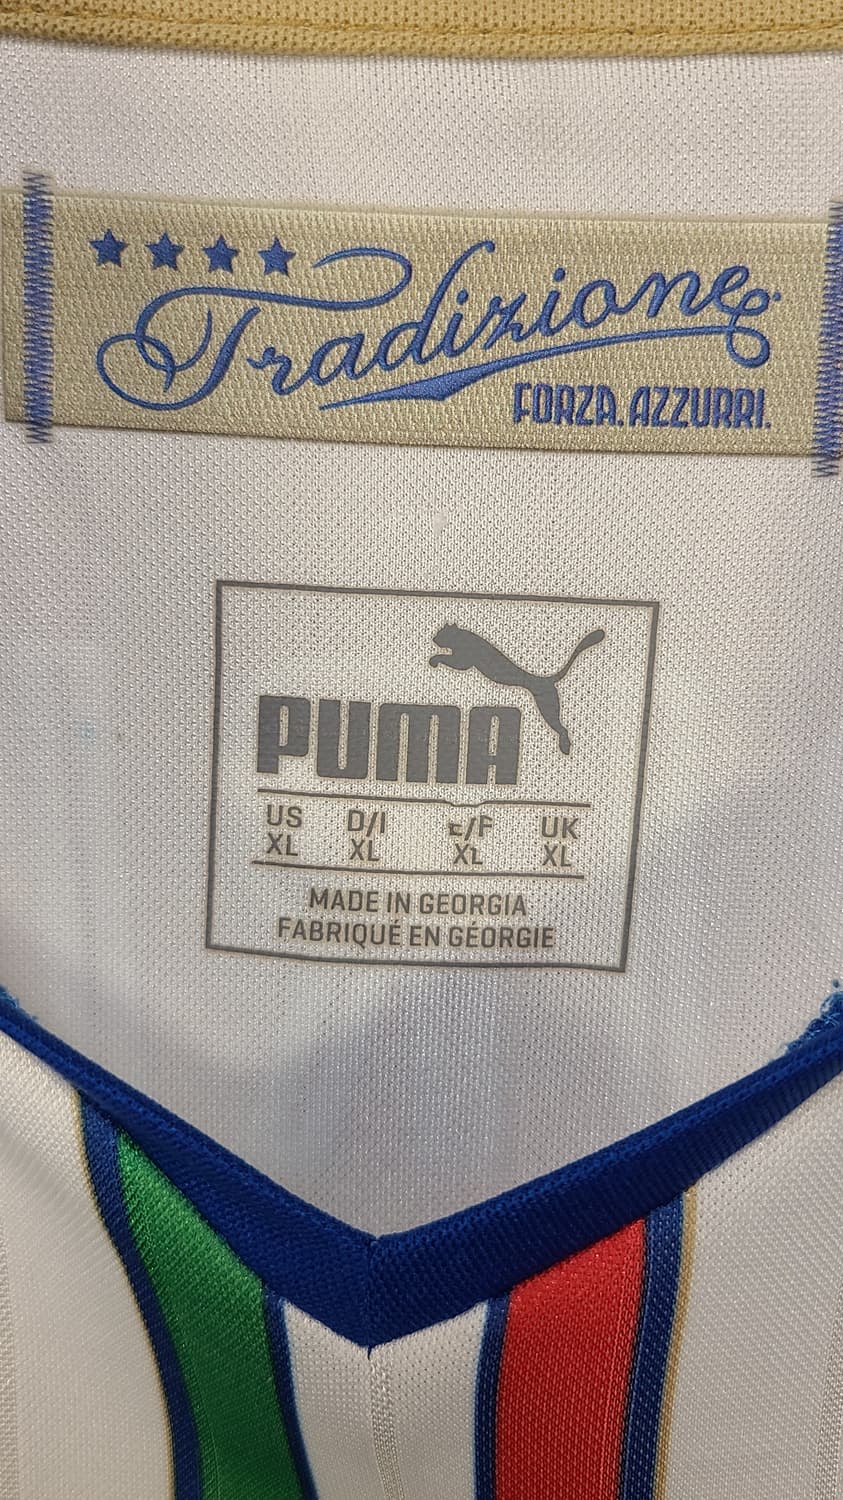 Tradizione
FORZA. AZZURRI.
PUMA
US D/I E/F UK
XL XL XL XL
MADE IN GEORGIA
FABRIQUÉ EN GÉORGIE